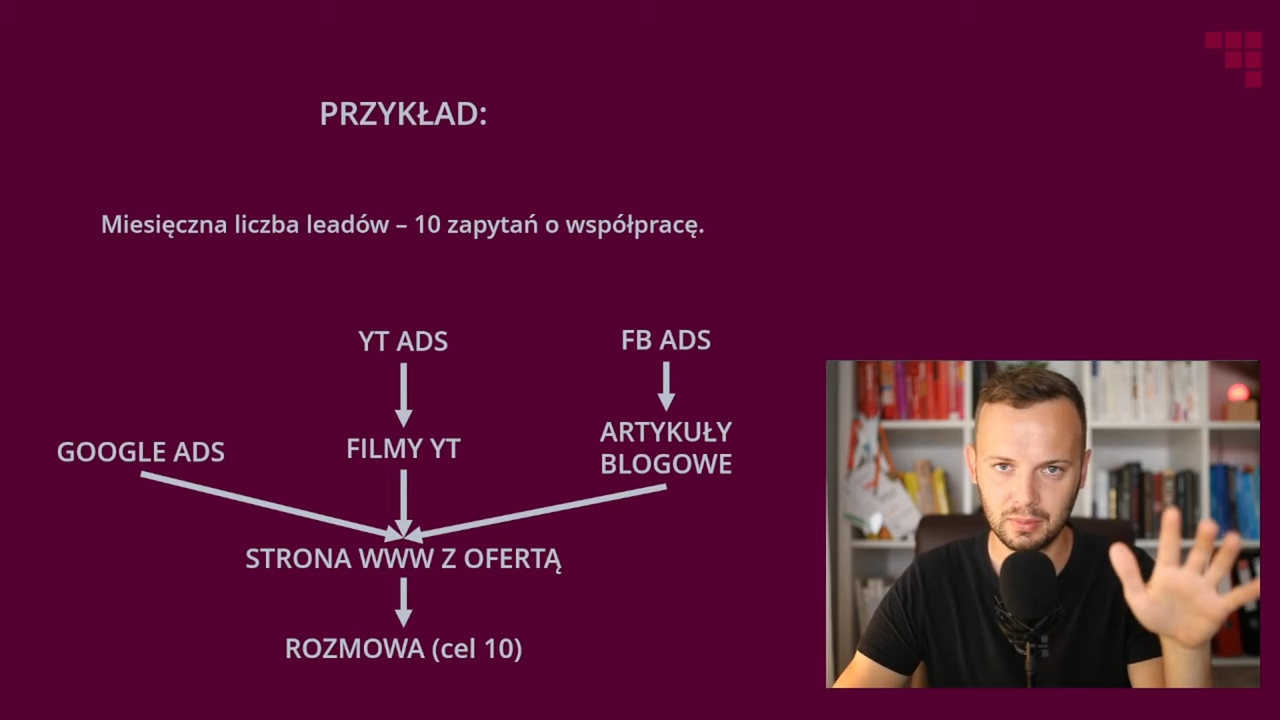 PRZYKŁAD:
Miesięczna liczba leadów – 10 zapytań o współpracę.
YT ADS
FB ADS
GOOGLE ADS
FILMY YT
ARTYKUŁY
BLOGOWE
STRONA WWW Z OFERTĄ
ROZMOWA (cel 10)